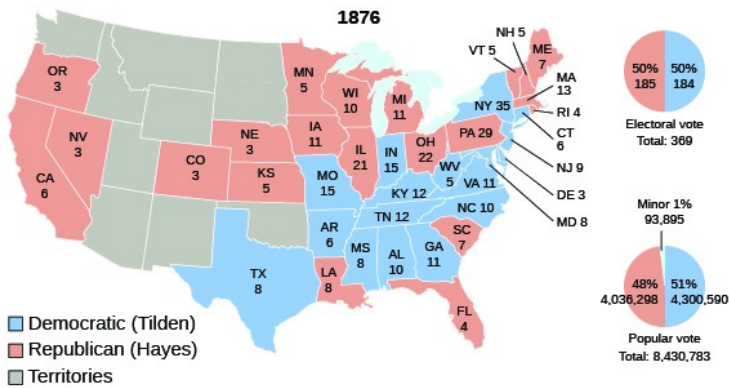 1876
NH 5
VT 5
ME
7
MA
13
RI 4
CT
6
NJ 9
DE 3
MD 8
OR
3
CA
6
NV
3
CO
3
NE
3
KS
5
MN
5
IA
11
MO
15
WI
10
IL
21
MI
11
IN
15
OH
22
PA 29
NY 35
WV
5
VA 11
KY 12
NC 10
TN 12
SC
7
AR
6
MS
8
AL
10
GA
11
TX
8
LA
8
FL
4
50%
185
50%
184
Electoral vote
Total: 369
Minor 1%
93,895
48%
4,036,298
51%
4,300,590
Popular vote
Total: 8,430,783
Democratic (Tilden)
Republican (Hayes)
Territories